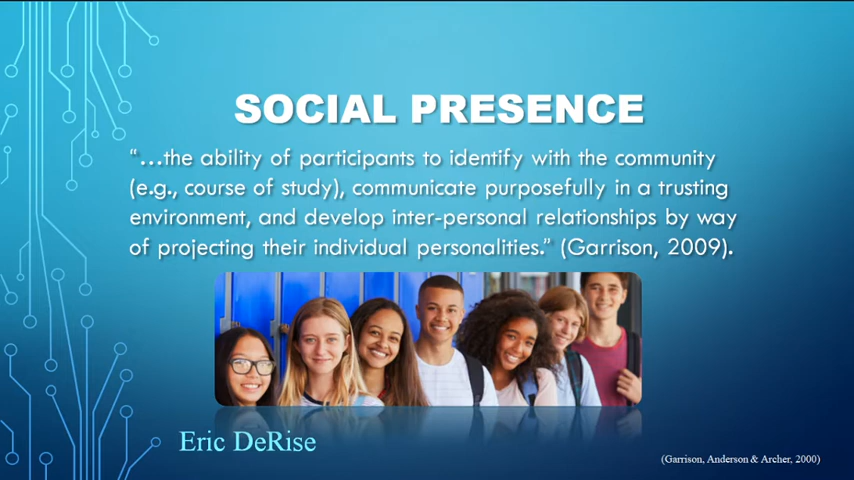 SOCIAL PRESENCE
“…the ability of participants to identify with the community
(e.g., course of study), communicate purposefully in a trusting
environment, and develop inter-personal relationships by way
of projecting their individual personalities.” (Garrison, 2009).
Eric DeRise
(Garrison, Anderson & Archer, 2000)